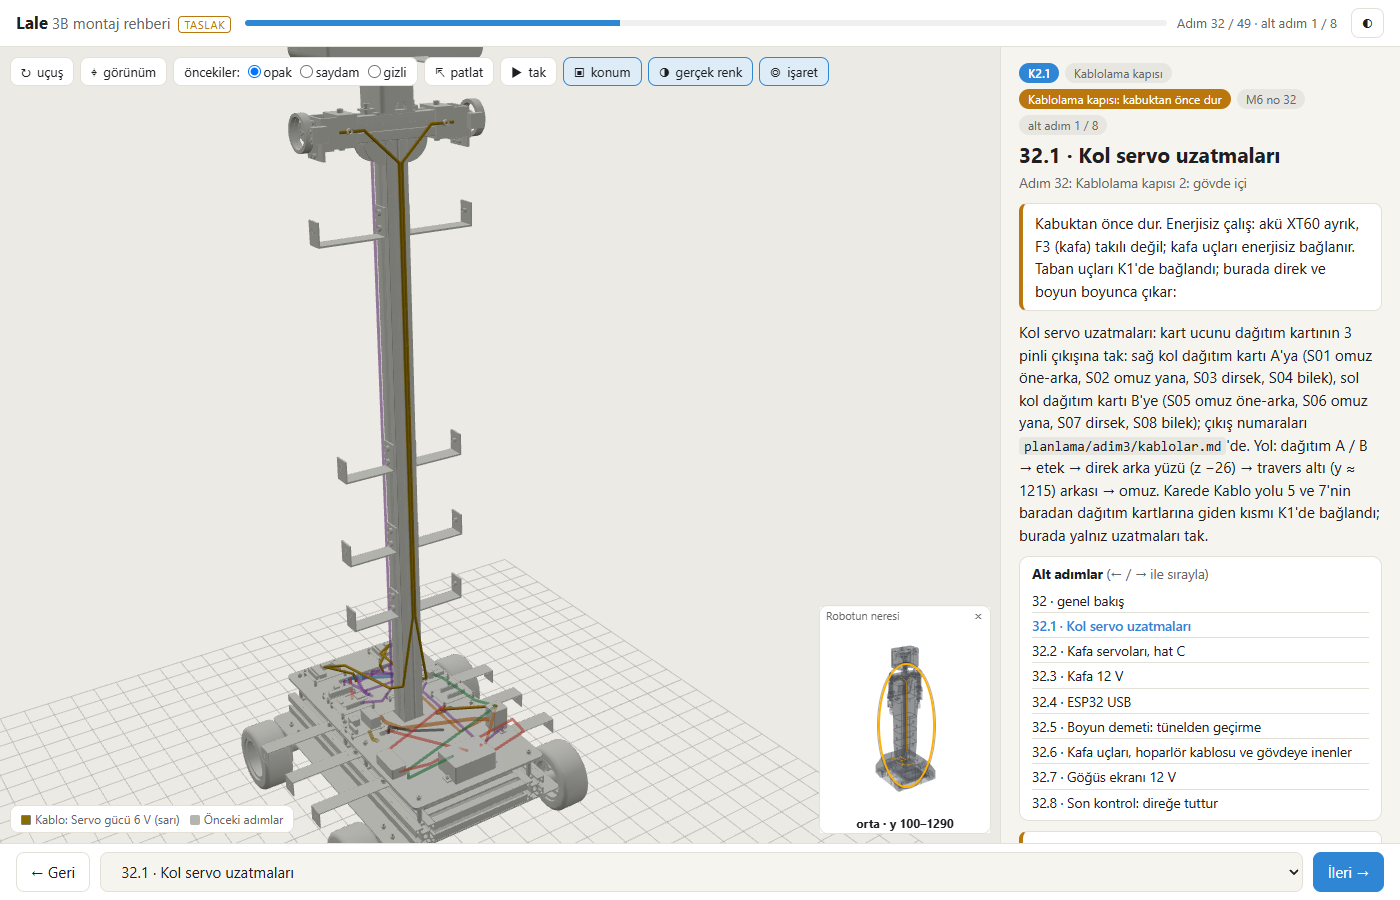 Lale 3B montaj rehberi TASLAK
Adım 32 / 49 · alt adım 1 / 8
↻ uçuş
⌖ görünüm
öncekiler: opak saydam gizli
↸ patlat
▶ tak
▣ konum
◑ gerçek renk
◎ işaret
Kablo: Servo gücü 6 V (sarı) Önceki adımlar
Robotun neresi ×
orta · y 100–1290
K2.1 Kablolama kapısı
Kablolama kapısı: kabuktan önce dur M6 no 32
alt adım 1 / 8
32.1 · Kol servo uzatmaları
Adım 32: Kablolama kapısı 2: gövde içi
Kabuktan önce dur. Enerjisiz çalış: akü XT60 ayrık,
F3 (kafa) takılı değil; kafa uçları enerjisiz bağlanır.
Taban uçları K1'de bağlandı; burada direk ve
boyun boyunca çıkar:
Kol servo uzatmaları: kart ucunu dağıtım kartının 3
pinli çıkışına tak: sağ kol dağıtım kartı A'ya (S01 omuz
öne-arka, S02 omuz yana, S03 dirsek, S04 bilek), sol
kol dağıtım kartı B'ye (S05 omuz öne-arka, S06 omuz
yana, S07 dirsek, S08 bilek); çıkış numaraları
planlama/adim3/kablolar.md 'de. Yol: dağıtım A / B
→ etek → direk arka yüzü (z −26) → travers altı (y ≈
1215) arkası → omuz. Karede Kablo yolu 5 ve 7'nin
baradan dağıtım kartlarına giden kısmı K1'de bağlandı;
burada yalnız uzatmaları tak.
Alt adımlar (← / → ile sırayla)
32 · genel bakış
32.1 · Kol servo uzatmaları
32.2 · Kafa servoları, hat C
32.3 · Kafa 12 V
32.4 · ESP32 USB
32.5 · Boyun demeti: tünelden geçirme
32.6 · Kafa uçları, hoparlör kablosu ve gövdeye inenler
32.7 · Göğüs ekranı 12 V
32.8 · Son kontrol: direğe tuttur
← Geri
32.1 · Kol servo uzatmaları
İleri →